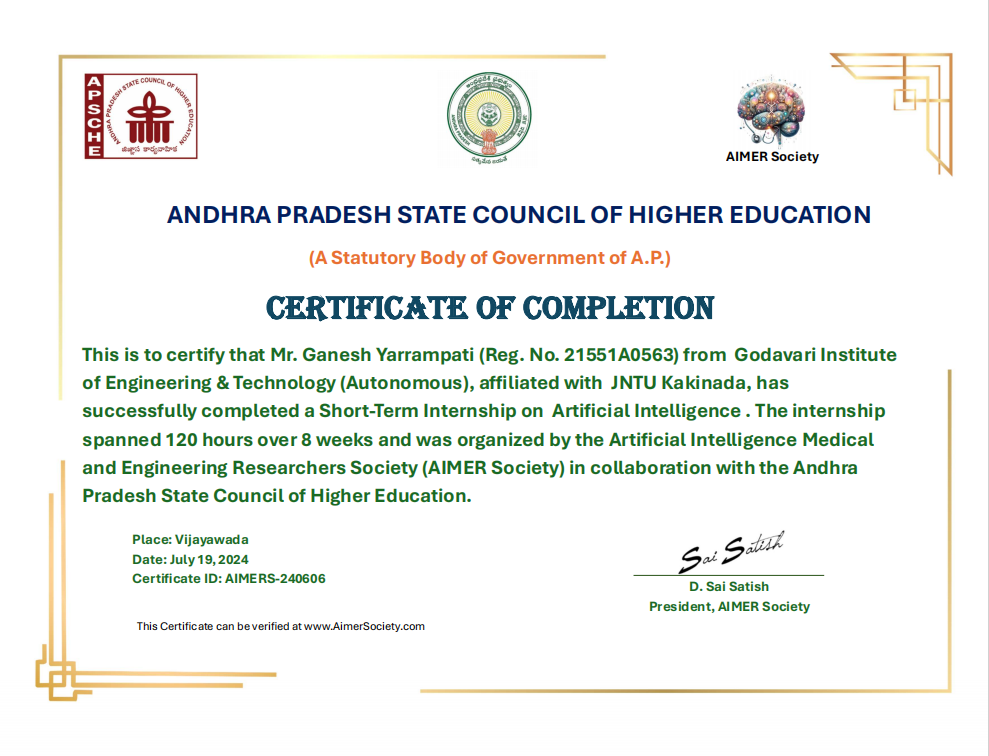 APSCHE
ANDHRA PRADESH STATE COUNCIL OF HIGHER EDUCATION
ఆంధ్రప్రదేశ్ ప్రభుత్వం
సత్యమేవ జయతే
AIMER Society
ANDHRA PRADESH STATE COUNCIL OF HIGHER EDUCATION
(A Statutory Body of Government of A.P.)
CERTIFICATE OF COMPLETION
This is to certify that Mr. Ganesh Yarrampati (Reg. No. 21551A0563) from Godavari Institute
of Engineering & Technology (Autonomous), affiliated with JNTU Kakinada, has
successfully completed a Short-Term Internship on Artificial Intelligence . The internship
spanned 120 hours over 8 weeks and was organized by the Artificial Intelligence Medical
and Engineering Researchers Society (AIMER Society) in collaboration with the Andhra
Pradesh State Council of Higher Education.
Place: Vijayawada
Date: July 19, 2024
Certificate ID: AIMERS-240606
Sai Satish
D. Sai Satish
President, AIMER Society
This Certificate can be verified at www.AimerSociety.com